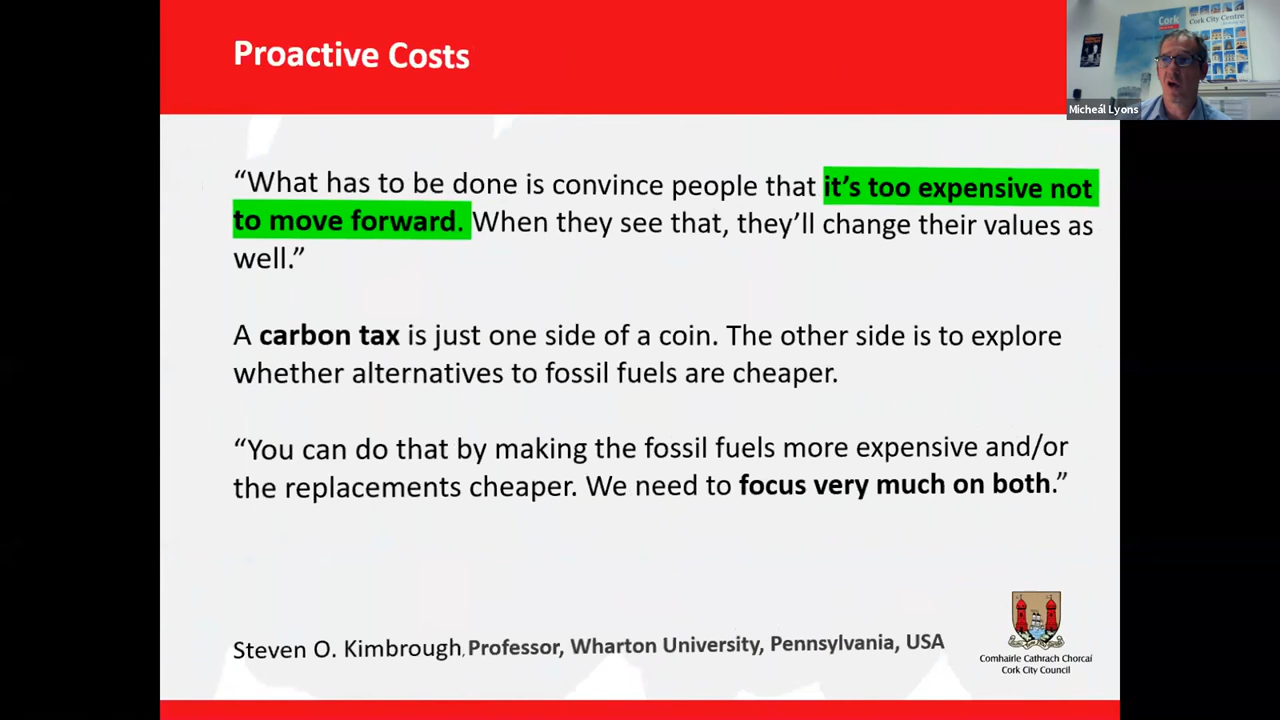 Proactive Costs
Cork
Cork City Centre
Micheál Lyons
“What has to be done is convince people that it’s too expensive not
to move forward. When they see that, they’ll change their values as
well.”
A carbon tax is just one side of a coin. The other side is to explore
whether alternatives to fossil fuels are cheaper.
“You can do that by making the fossil fuels more expensive and/or
the replacements cheaper. We need to focus very much on both.”
Steven O. Kimbrough, Professor, Wharton University, Pennsylvania, USA
Comhairle Cathrach Chorcaí
Cork City Council